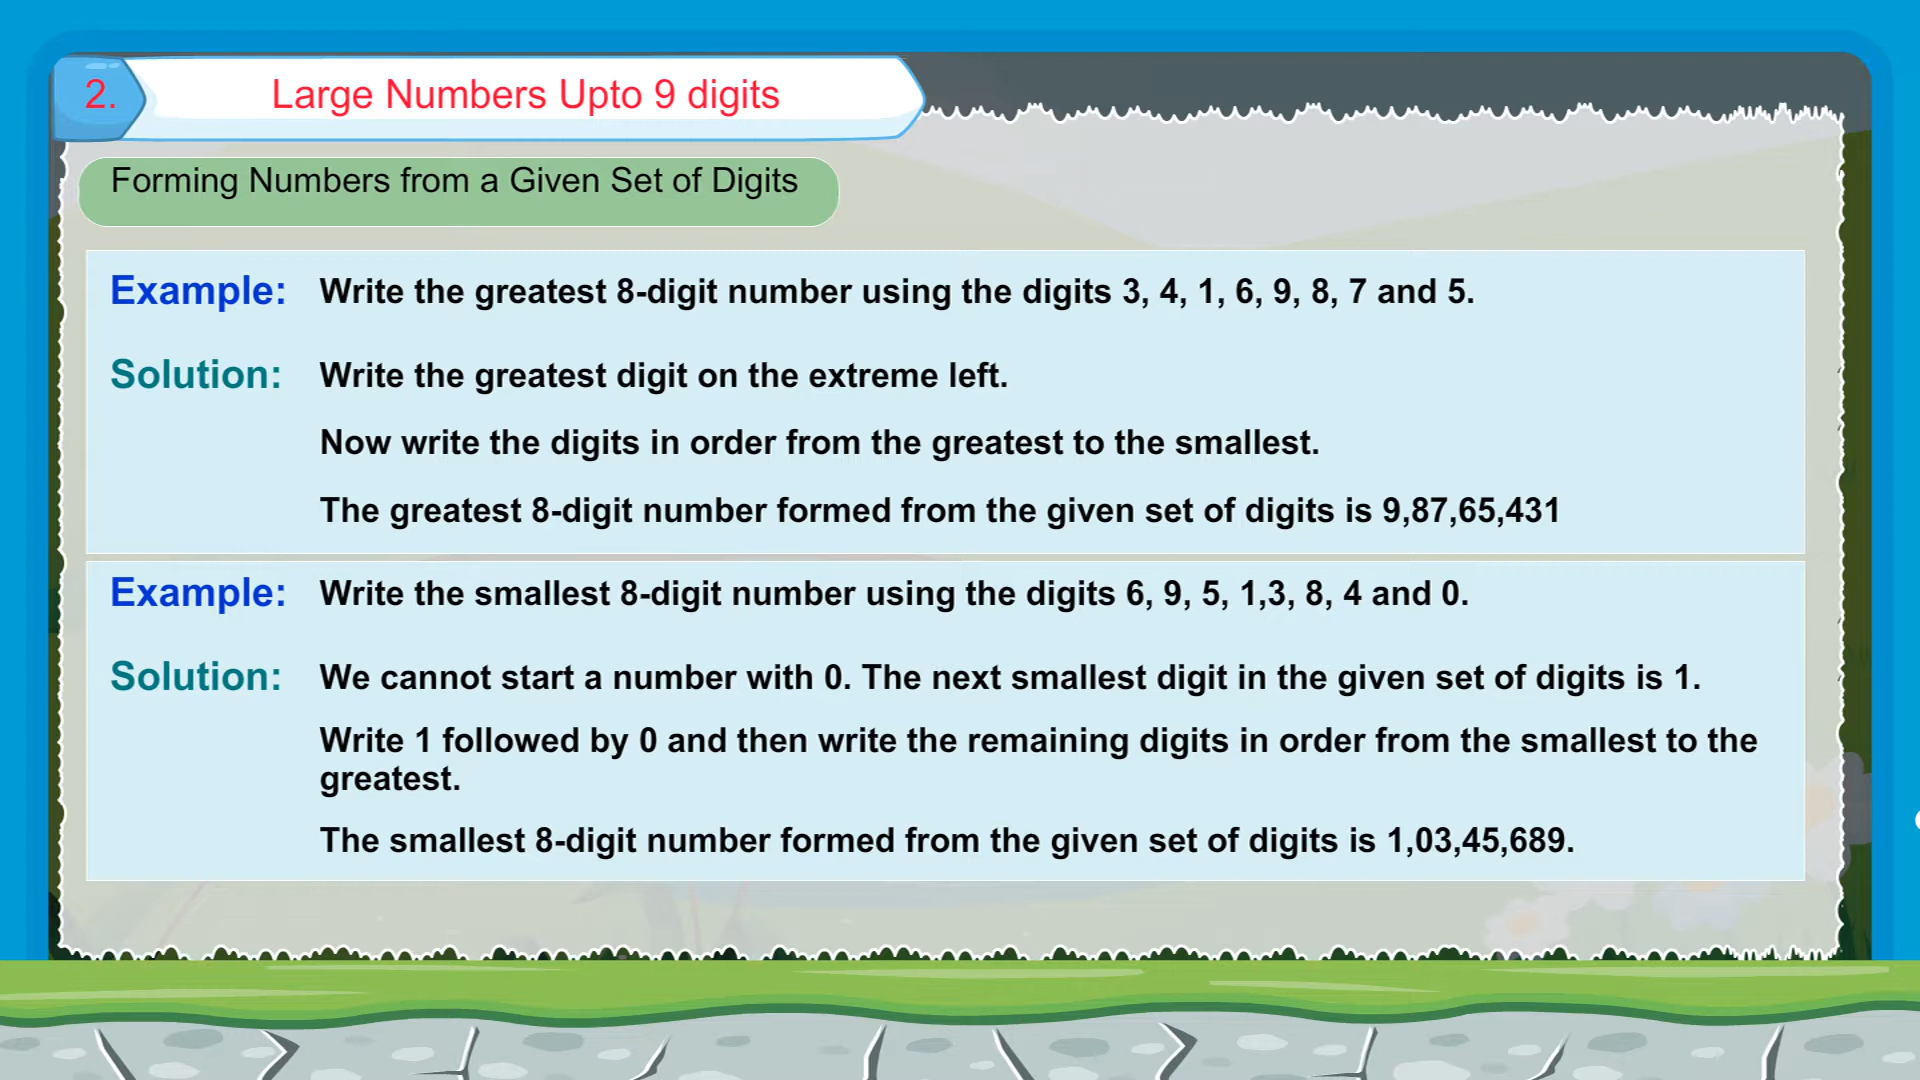 2. Large Numbers Upto 9 digits
Forming Numbers from a Given Set of Digits
Example: Write the greatest 8-digit number using the digits 3, 4, 1, 6, 9, 8, 7 and 5.
Solution: Write the greatest digit on the extreme left.
Now write the digits in order from the greatest to the smallest.
The greatest 8-digit number formed from the given set of digits is 9,87,65,431
Example: Write the smallest 8-digit number using the digits 6, 9, 5, 1,3, 8, 4 and 0.
Solution: We cannot start a number with 0. The next smallest digit in the given set of digits is 1.
Write 1 followed by 0 and then write the remaining digits in order from the smallest to the
greatest.
The smallest 8-digit number formed from the given set of digits is 1,03,45,689.